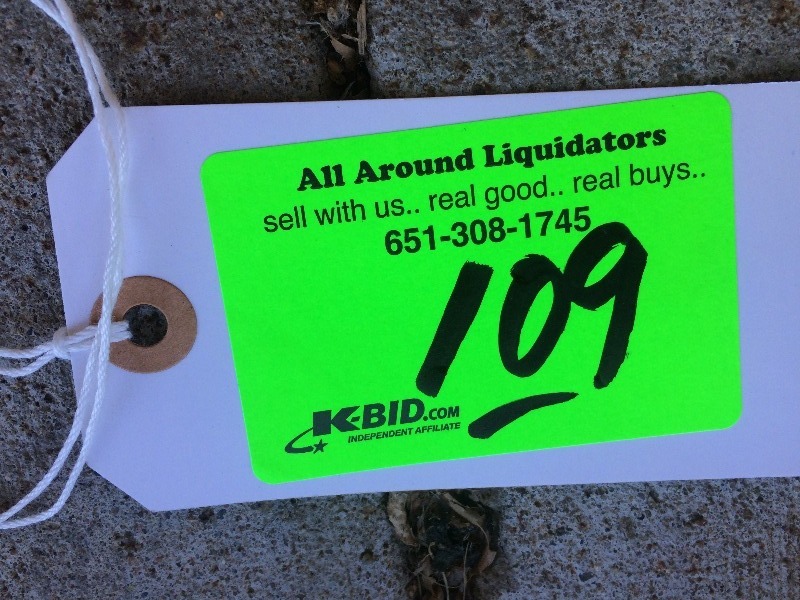 All Around Liquidators
sell with us.. real good.. real buys..
651-308-1745
109
K-BID.COM
INDEPENDENT AFFILIATE